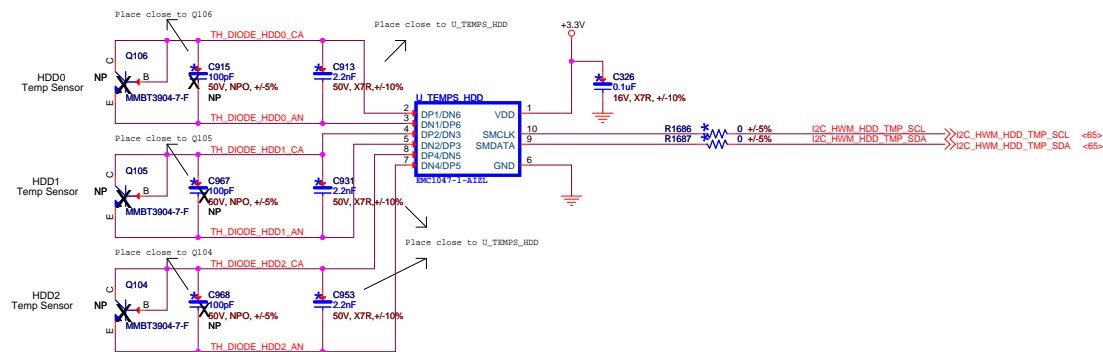 Place close to Q106
TH_DIODE_HDD0_CA
Place close to U_TEMPS_HDD
+3.3V
HDD0
Temp Sensor
NP
C
B
E
Q106
MMBT3904-7-F
C915
100pF
50V, NPO, +/-5%
NP
C913
2.2nF
50V, X7R,+/-10%
TH_DIODE_HDD0_AN
C326
0.1uF
16V, X7R, +/-10%
U_TEMPS_HDD
2 DP1/DN6 VDD 1
3 DN1/DP6
4 DP2/DN3 SMCLK 10
5 DN2/DP3 SMDATA 9
8 DP4/DN5
7 DN4/DP5 GND 6
EMC1047-1-AIZL
R1686 0 +/-5% I2C_HWM_HDD_TMP_SCL I2C_HWM_HDD_TMP_SCL <65>
R1687 0 +/-5% I2C_HWM_HDD_TMP_SDA I2C_HWM_HDD_TMP_SDA <65>
Place close to Q105
TH_DIODE_HDD1_CA
HDD1
Temp Sensor
NP
C
B
E
Q105
MMBT3904-7-F
C967
100pF
50V, NPO, +/-5%
NP
C931
2.2nF
50V, X7R,+/-10%
TH_DIODE_HDD1_AN
Place close to U_TEMPS_HDD
Place close to Q104
TH_DIODE_HDD2_CA
HDD2
Temp Sensor
NP
C
B
E
Q104
MMBT3904-7-F
C968
100pF
50V, NPO, +/-5%
NP
C953
2.2nF
50V, X7R,+/-10%
TH_DIODE_HDD2_AN